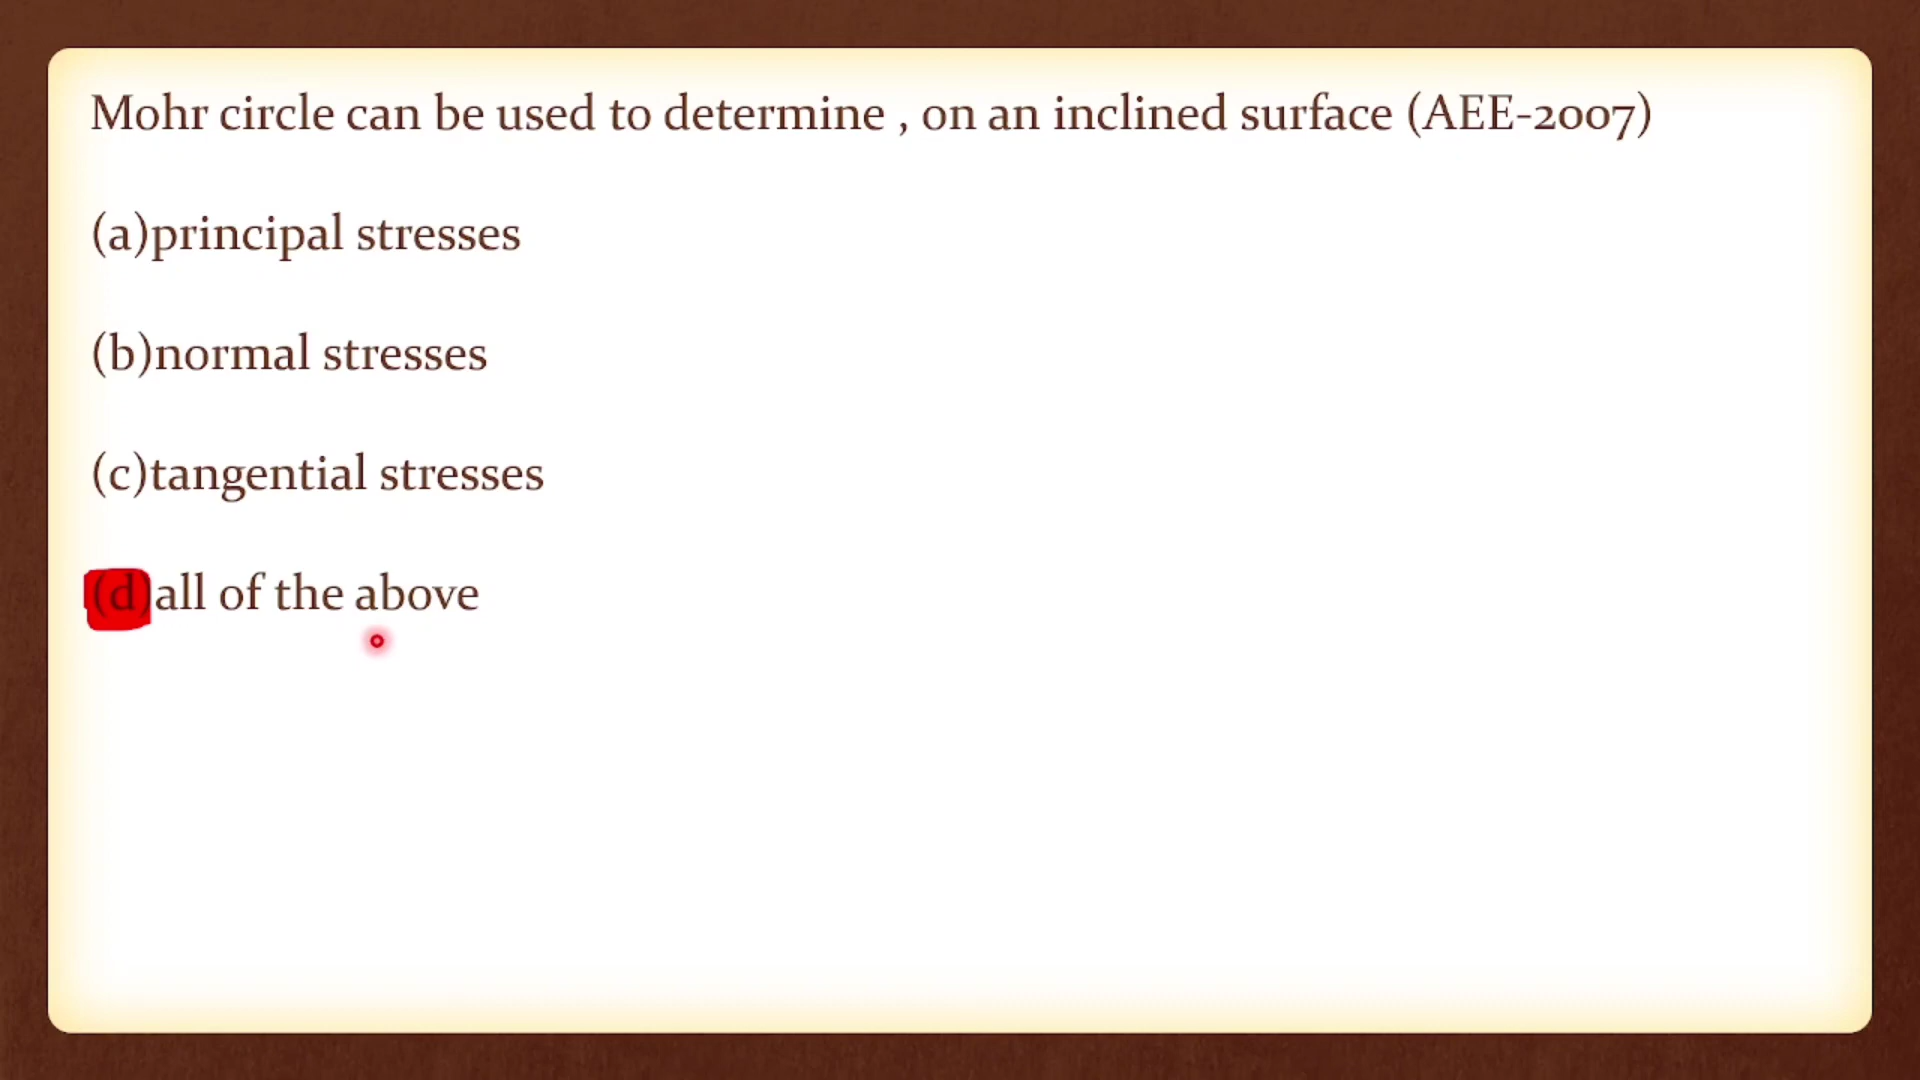 Mohr circle can be used to determine , on an inclined surface (AEE-2007)
(a)principal stresses
(b)normal stresses
(c)tangential stresses
(d)all of the above